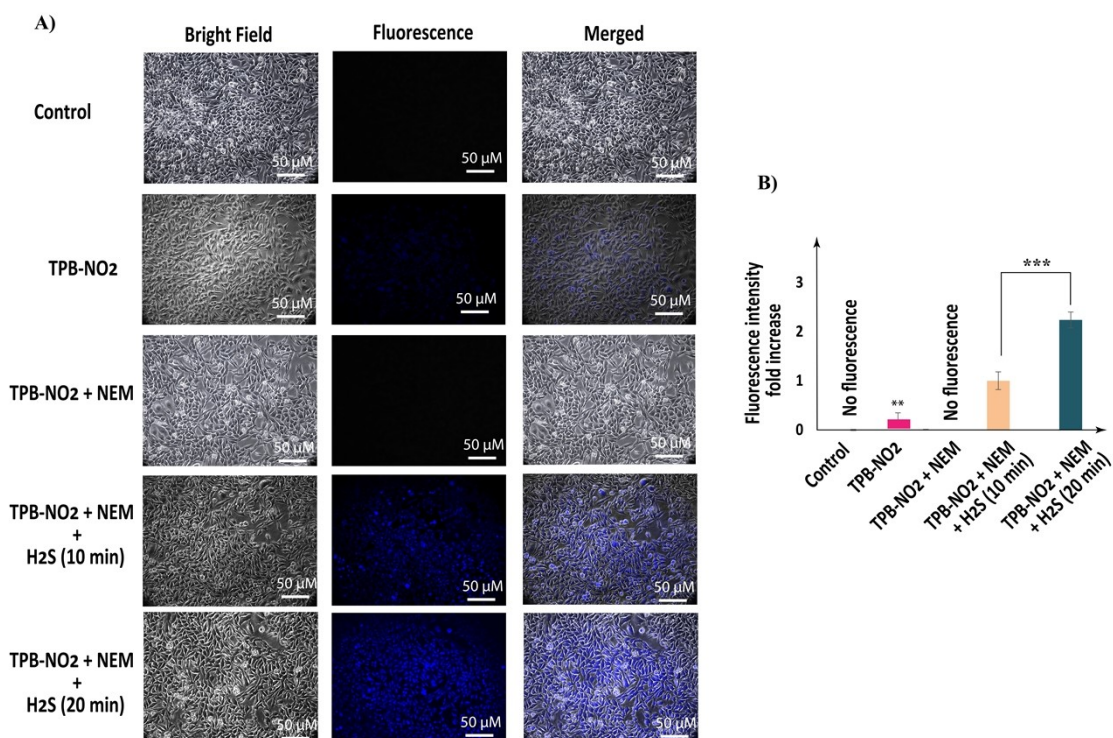 A)
Bright Field
Fluorescence
Merged
Control
50 µM
50 µM
50 µM
TPB-NO2
50 µM
50 µM
50 µM
TPB-NO2 + NEM
50 µM
50 µM
50 µM
TPB-NO2 + NEM
+
H2S (10 min)
50 µM
50 µM
50 µM
TPB-NO2 + NEM
+
H2S (20 min)
50 µM
50 µM
50 µM
B)
Fluorescence intensity
fold increase
3
2
1
0
No fluorescence
**
No fluorescence
***
Control
TPB-NO2
TPB-NO2 + NEM
TPB-NO2 + NEM
+ H2S (10 min)
TPB-NO2 + NEM
+ H2S (20 min)